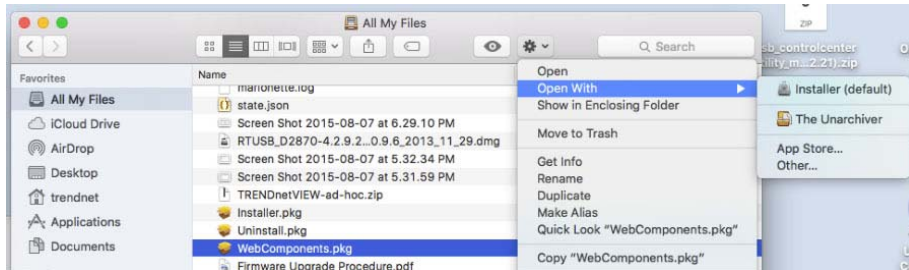 ZIP
All My Files
Search
sb_controlcenter
ility_m...2.21).zip
Favorites
All My Files
iCloud Drive
AirDrop
Desktop
trendnet
Applications
Documents
Name
marionette.log
state.json
Screen Shot 2015-08-07 at 6.29.10 PM
RTUSB_D2870-4.2.9.2...0.9.6_2013_11_29.dmg
Screen Shot 2015-08-07 at 5.32.34 PM
Screen Shot 2015-08-07 at 5.31.59 PM
TRENDnetVIEW-ad-hoc.zip
Installer.pkg
Uninstall.pkg
WebComponents.pkg
Firmware Upgrade Procedure.pdf
Open
Open With
Show in Enclosing Folder
Move to Trash
Get Info
Rename
Duplicate
Make Alias
Quick Look "WebComponents.pkg"
Copy "WebComponents.pkg"
Installer (default)
The Unarchiver
App Store...
Other...